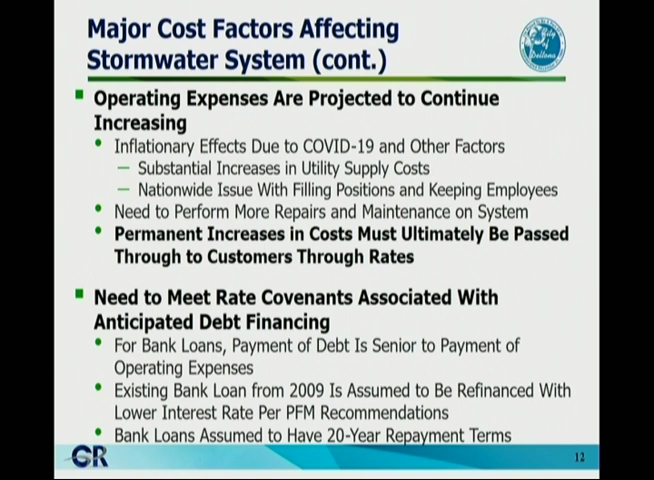 Major Cost Factors Affecting
Stormwater System (cont.)
City
of
Deltona
■ Operating Expenses Are Projected to Continue
Increasing
• Inflationary Effects Due to COVID-19 and Other Factors
– Substantial Increases in Utility Supply Costs
– Nationwide Issue With Filling Positions and Keeping Employees
• Need to Perform More Repairs and Maintenance on System
• Permanent Increases in Costs Must Ultimately Be Passed
Through to Customers Through Rates
■ Need to Meet Rate Covenants Associated With
Anticipated Debt Financing
• For Bank Loans, Payment of Debt Is Senior to Payment of
Operating Expenses
• Existing Bank Loan from 2009 Is Assumed to Be Refinanced With
Lower Interest Rate Per PFM Recommendations
• Bank Loans Assumed to Have 20-Year Repayment Terms
GR
12